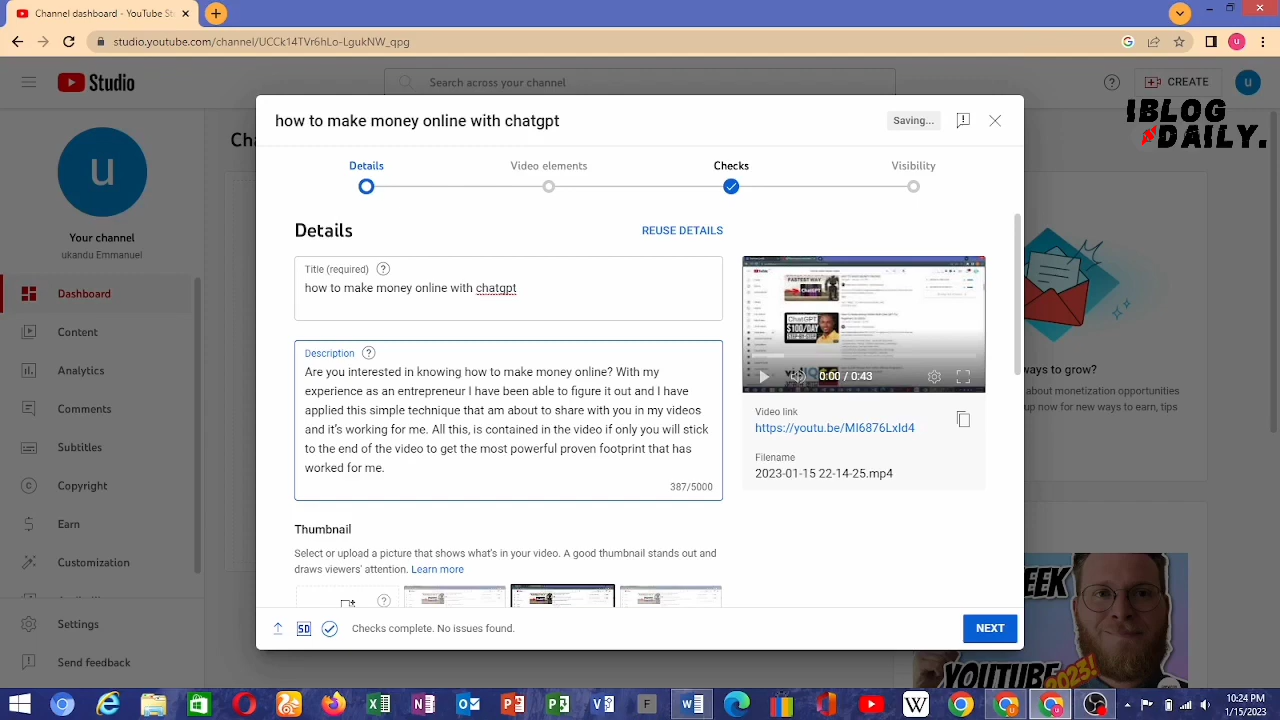 Channel dashboard - YouTube St
studio.youtube.com/channel/UCCk14TV6hLo-LgukNW_qpg
Studio
Search across your channel
CREATE
u
IBLOG
DAILY.
u
Your channel
ukandu Emmanuel
Dashboard
Content
Analytics
Comments
Subtitles
Copyright
Earn
Customization
Settings
Send feedback
how to make money online with chatgpt
Saving...
Details
Video elements
Checks
Visibility
Details
REUSE DETAILS
Title (required)
how to make money online with chatgpt
Description
Are you interested in knowing how to make money online? With my
experience as an entrepreneur I have been able to figure it out and I have
applied this simple technique that am about to share with you in my videos
and it's working for me. All this, is contained in the video if only you will stick
to the end of the video to get the most powerful proven footprint that has
worked for me.
387/5000
Thumbnail
Select or upload a picture that shows what's in your video. A good thumbnail stands out and
draws viewers' attention. Learn more
FASTEST WAY
ChatGPT
$100/DAY
0:00 / 0:43
Video link
https://youtu.be/MI6876LxId4
Filename
2023-01-15 22-14-25.mp4
ways to grow?
about monetization opportunities
up now for new ways to earn, tips
YOUTUBE 2023!
SD
Checks complete. No issues found.
NEXT
10:24 PM
1/15/2023